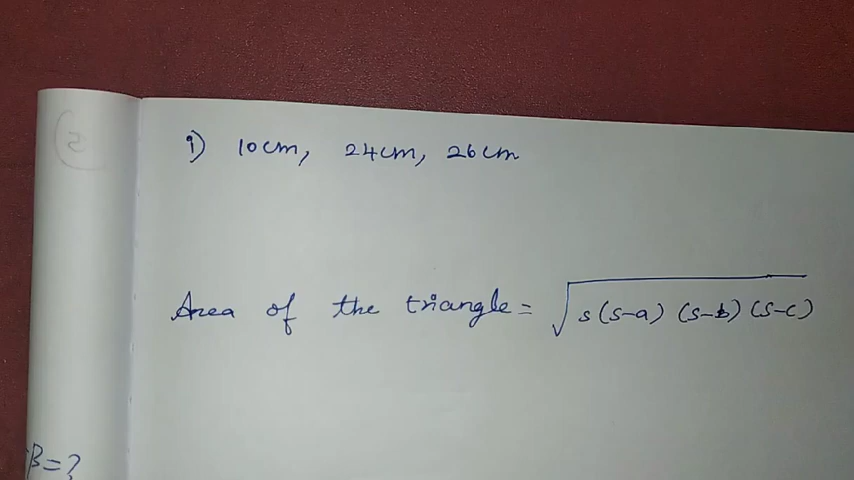 i) 10cm, 24cm, 26cm
Area of the triangle = √s(s-a) (s-b) (s-c)
β=?